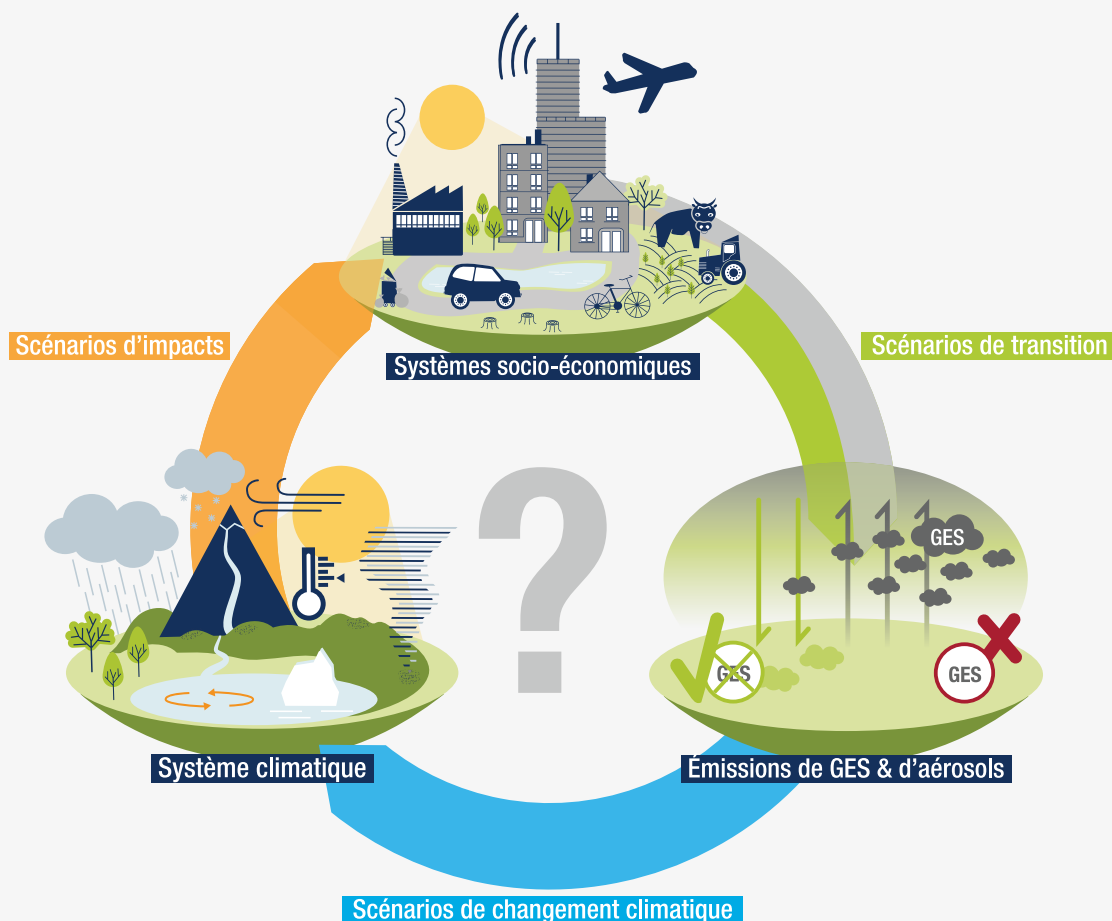 Scénarios d'impacts
Scénarios de transition
Systèmes socio-économiques
?
GES
GES
GES
Système climatique
Émissions de GES & d'aérosols
Scénarios de changement climatique